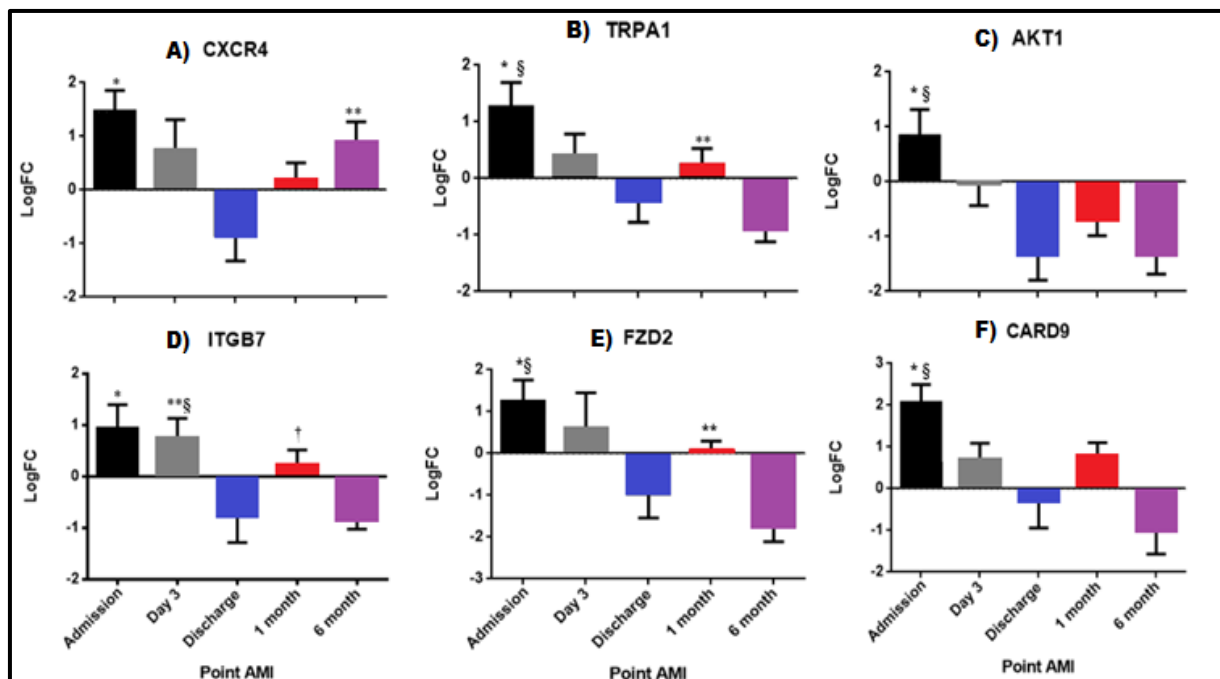 A) CXCR4
*
**
2
1
0
-1
-2
LogFC
B) TRPA1
* §
**
2
1
0
-1
-2
LogFC
C) AKT1
* §
2
1
0
-1
-2
LogFC
D) ITGB7
*
**§
†
2
1
0
-1
-2
LogFC
Admission
Day 3
Discharge
1 month
6 month
Point AMI
E) FZD2
*§
**
2
1
0
-1
-2
-3
LogFC
Admission
Day 3
Discharge
1 month
6 month
Point AMI
F) CARD9
* §
3
2
1
0
-1
-2
LogFC
Admission
Day 3
Discharge
1 month
6 month
Point AMI